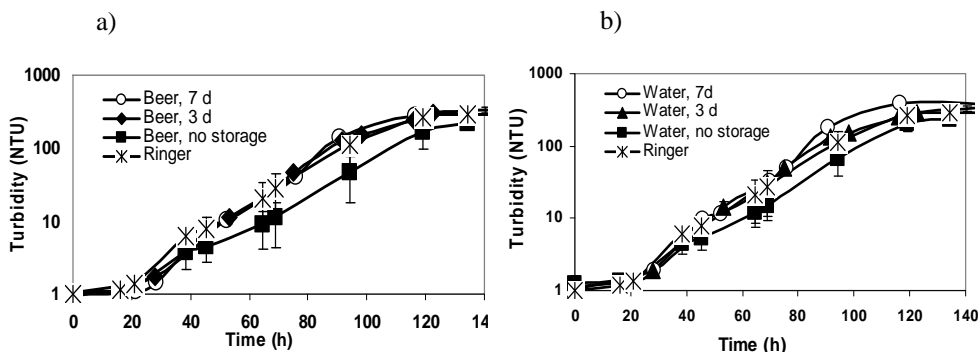 a)
1000
100
10
1
Turbidity (NTU)
Beer, 7 d
Beer, 3 d
Beer, no storage
Ringer
0 20 40 60 80 100 120 14
Time (h)
b)
1000
100
10
1
Turbidity (NTU)
Water, 7d
Water, 3 d
Water, no storage
Ringer
0 20 40 60 80 100 120 140
Time (h)